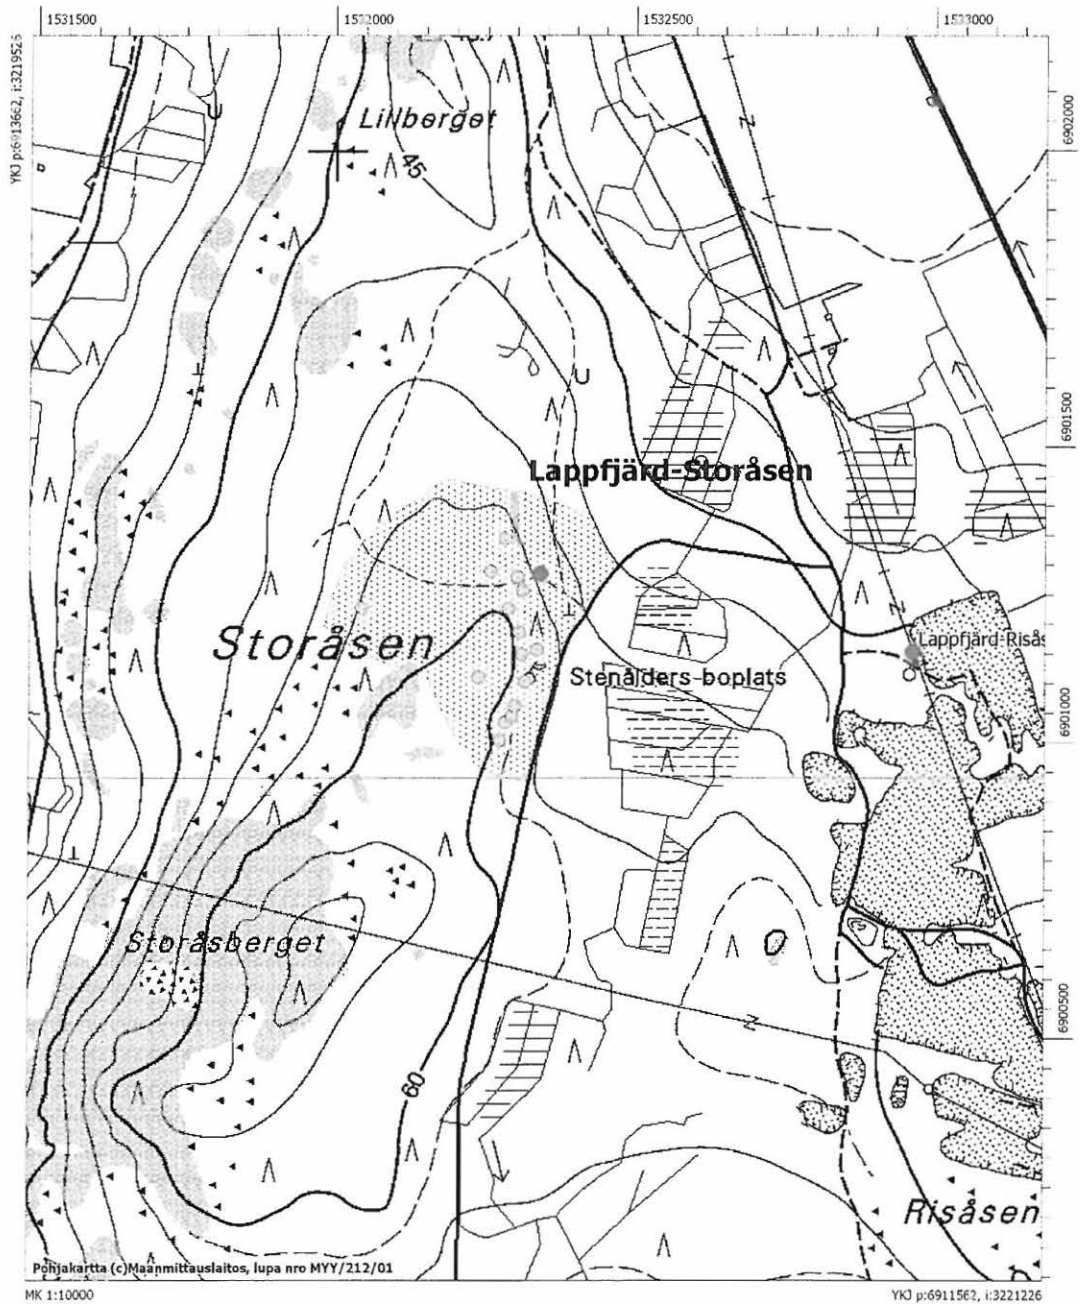 1531500
1532000
1532500
1533000
YKJ p:6913662, i:3219526
6902000
Lillberget
45
6901500
Lappfjärd-Storåsen
Storåsen
Lappfjärd-Risås
Stenålders-boplats
6901000
Storåsberget
6900500
60
Risåsen
Pohjakartta (c)Maanmittauslaitos, lupa nro MYY/212/01
MK 1:10000
YKJ p:6911562, i:3221226